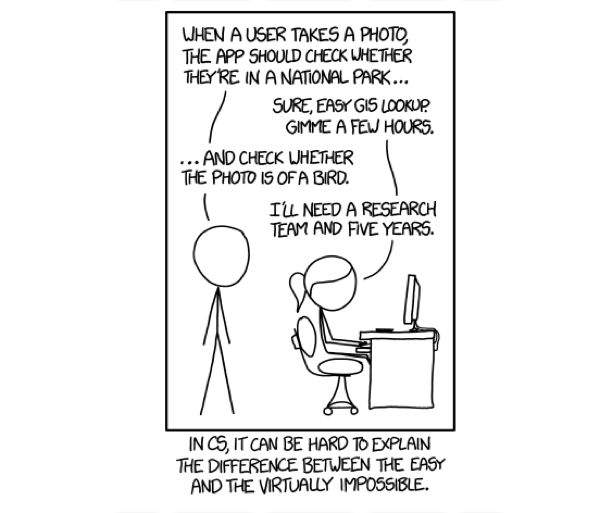 WHEN A USER TAKES A PHOTO,
THE APP SHOULD CHECK WHETHER
THEY'RE IN A NATIONAL PARK...
SURE, EASY GIS LOOKUP.
GIMME A FEW HOURS.
...AND CHECK WHETHER
THE PHOTO IS OF A BIRD.
I'LL NEED A RESEARCH
TEAM AND FIVE YEARS.
IN CS, IT CAN BE HARD TO EXPLAIN
THE DIFFERENCE BETWEEN THE EASY
AND THE VIRTUALLY IMPOSSIBLE.